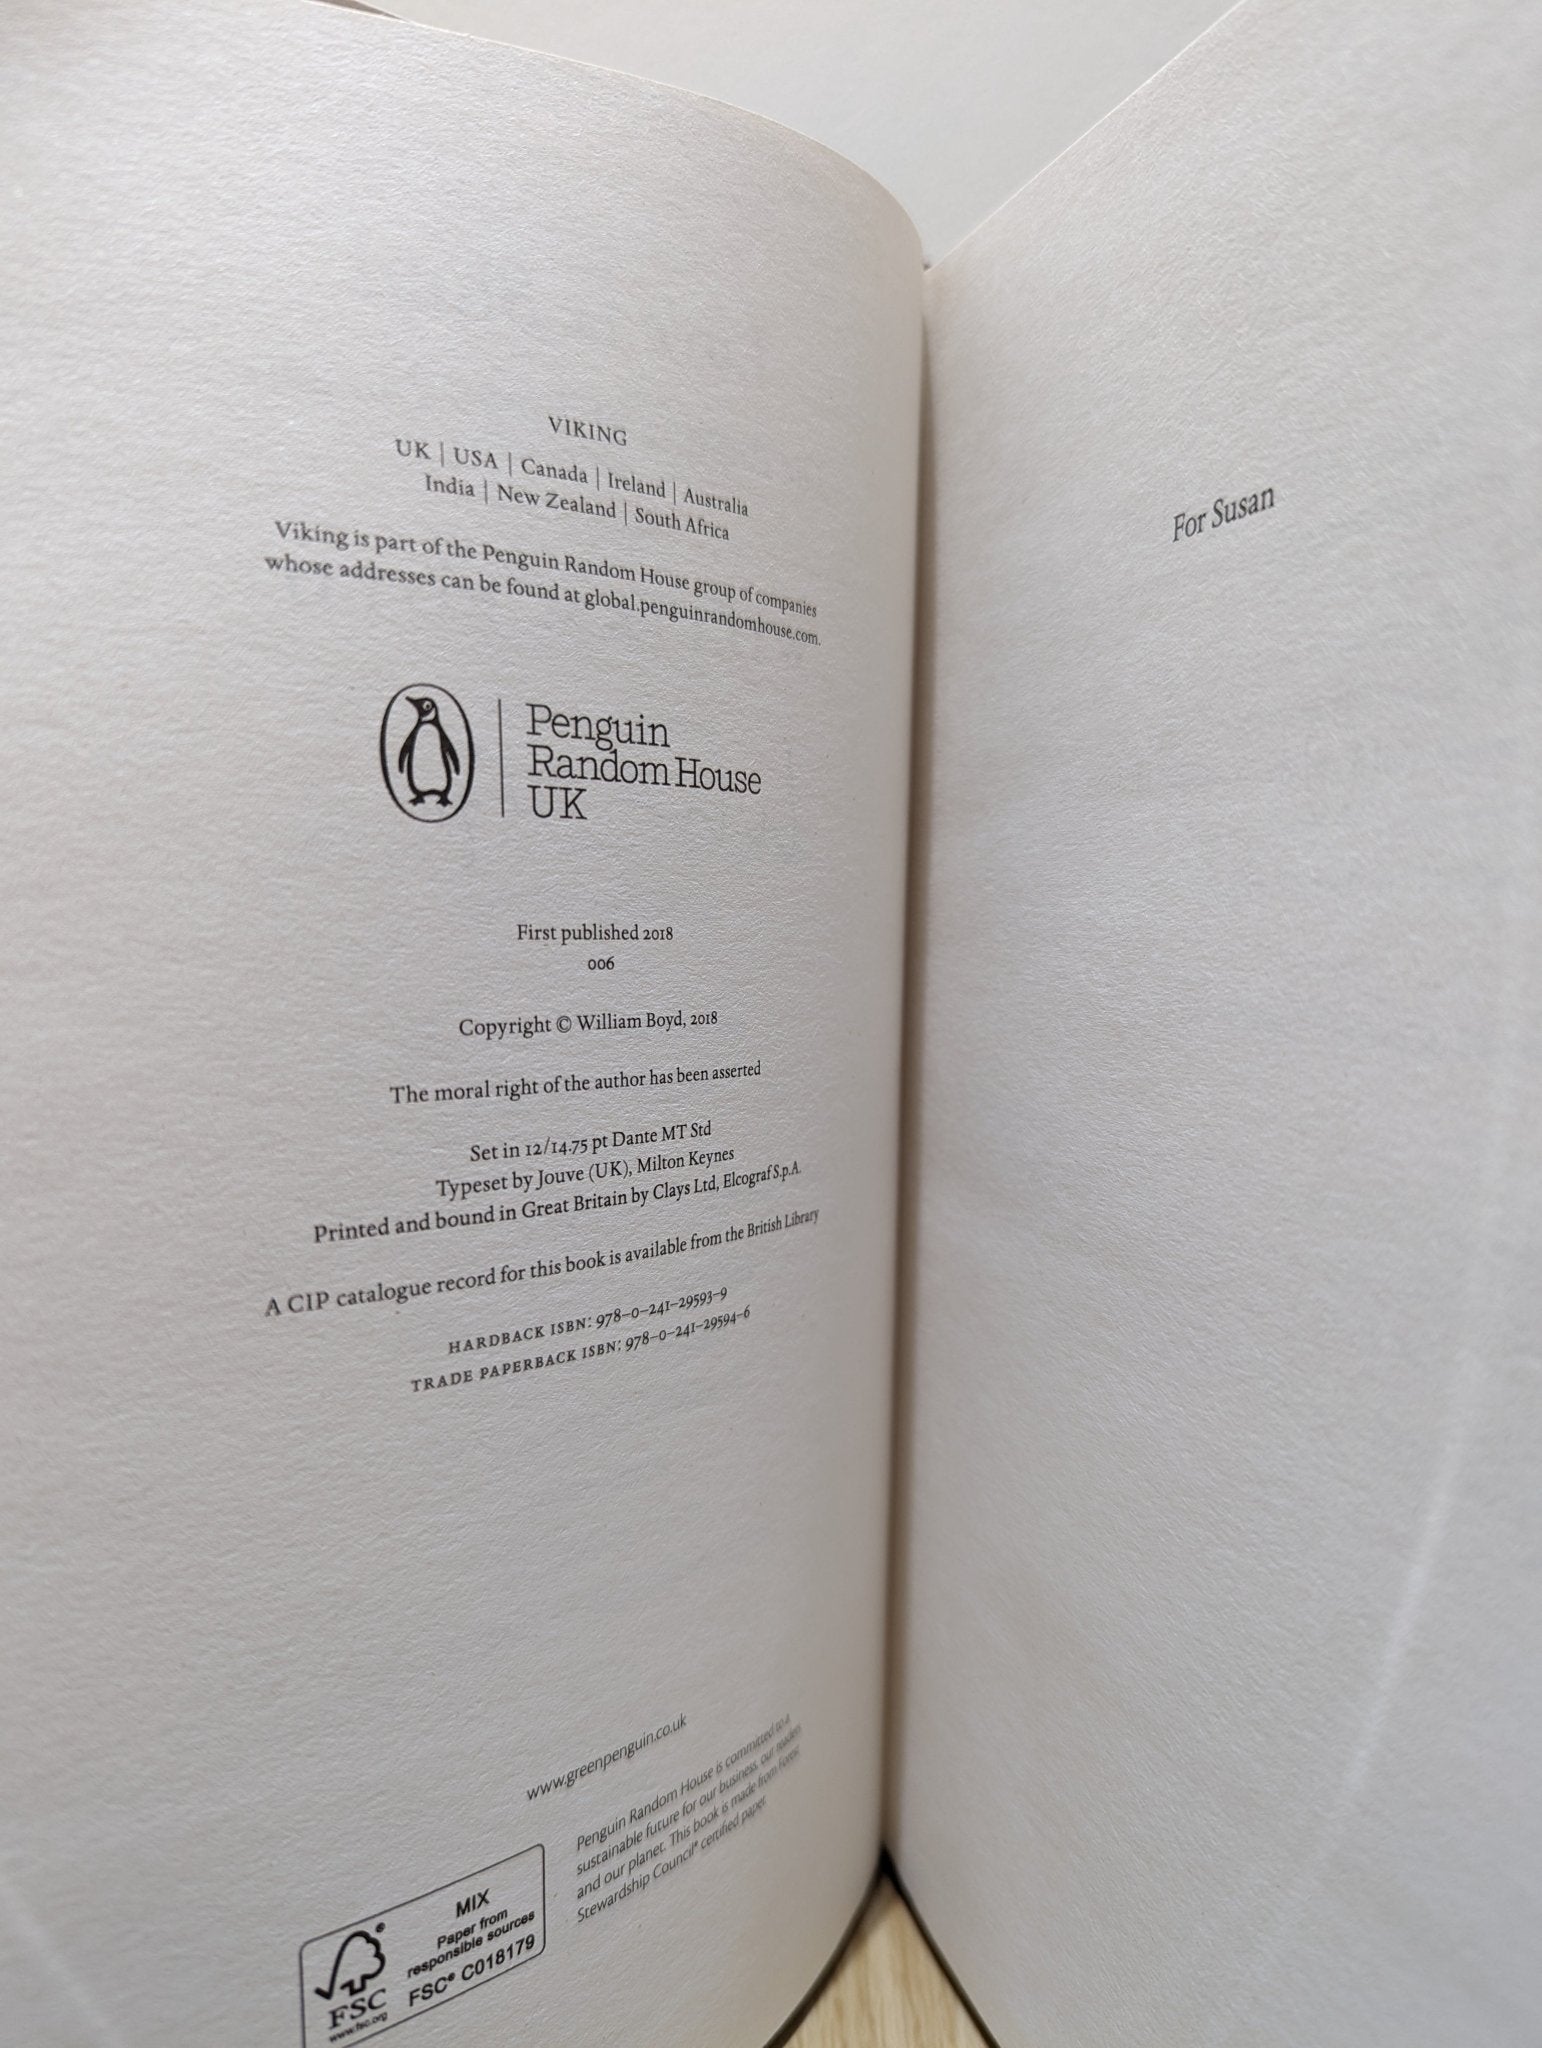 VIKING
UK | USA | Canada | Ireland | Australia
India | New Zealand | South Africa
Viking is part of the Penguin Random House group of companies
whose addresses can be found at global.penguinrandomhouse.com.
Penguin
Random House
UK
First published 2018
006
Copyright © William Boyd, 2018
The moral right of the author has been asserted
Set in 12/14.75 pt Dante MT Std
Typeset by Jouve (UK), Milton Keynes
Printed and bound in Great Britain by Clays Ltd, Elcograf S.p.A.
A CIP catalogue record for this book is available from the British Library
HARDBACK ISBN: 978-0-241-29593-9
TRADE PAPERBACK ISBN: 978-0-241-29594-6
www.greenpenguin.co.uk
MIX
Paper from
responsible sources
FSC® C018179
®
FSC
www.fsc.org
Penguin Random House is committed to a
sustainable future for our business, our readers
and our planet. This book is made from Forest
Stewardship Council® certified paper.
For Susan